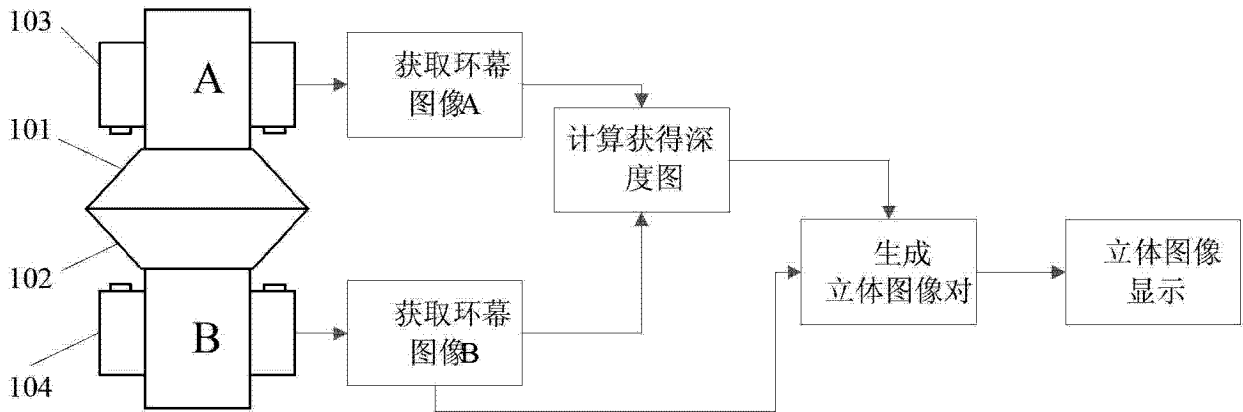 103
A
101
102
B
104
获取环幕
图像A
计算获得深
度图
获取环幕
图像B
生成
立体图像对
立体图像
显示